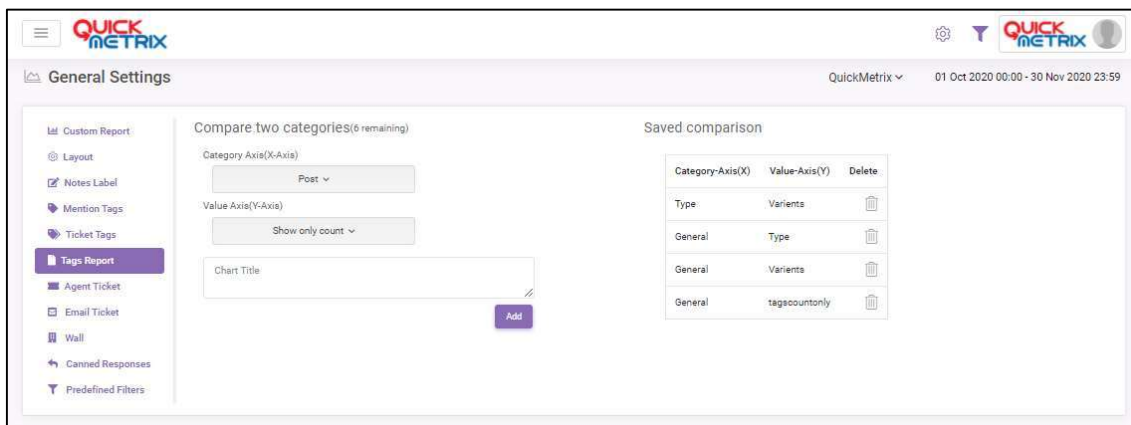 QUICK
METRIX
QUICK
METRIX
General Settings
QuickMetrix
01 Oct 2020 00:00 - 30 Nov 2020 23:59
Custom Report
Layout
Notes Label
Mention Tags
Ticket Tags
Tags Report
Agent Ticket
Email Ticket
Wall
Canned Responses
Predefined Filters
Compare two categories(6 remaining)
Category Axis(X-Axis)
Post
Value Axis(Y-Axis)
Show only count
Chart Title
Add
Saved comparison
Category-Axis(X) Value-Axis(Y) Delete
Type Varients
General Type
General Varients
General tagscountonly